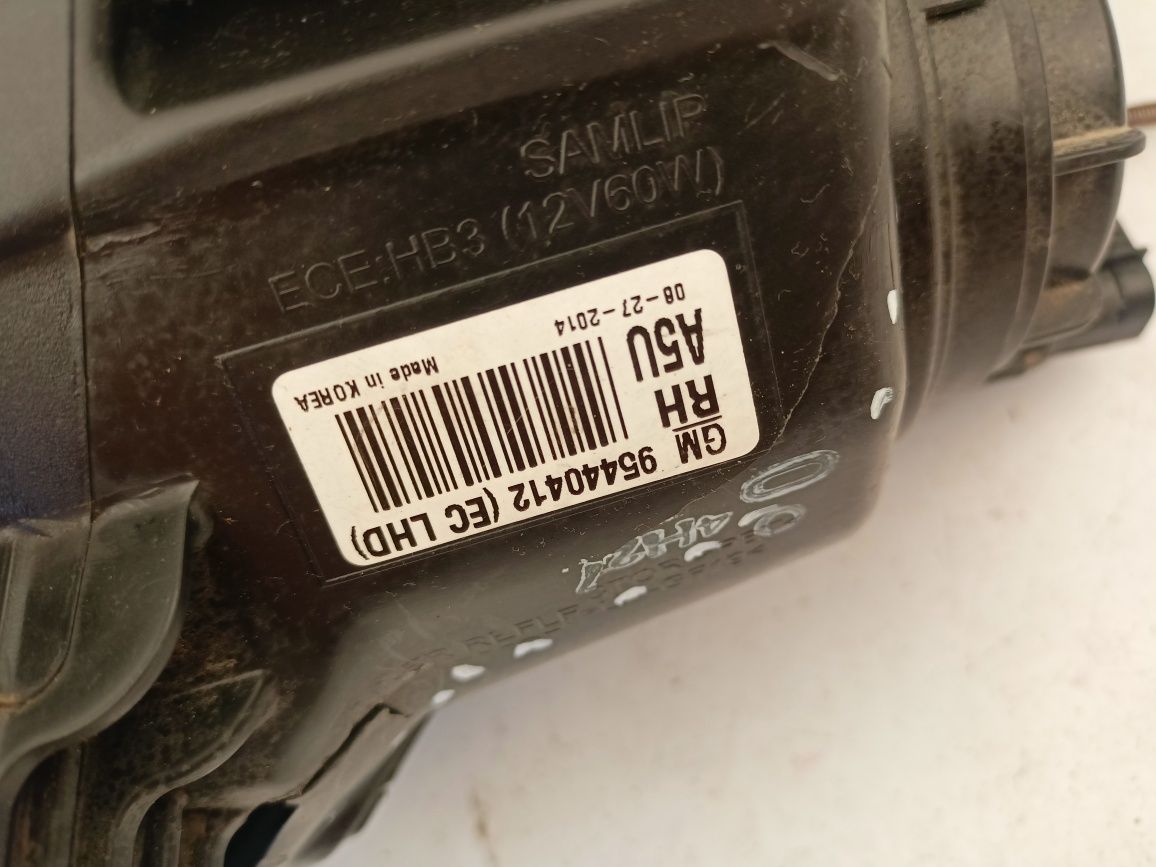 SAMLIP
ECE:HB3 (12V60W)
GM 95440412 (EC LHD)
RH
A5U
08-27-2014
Made in KOREA